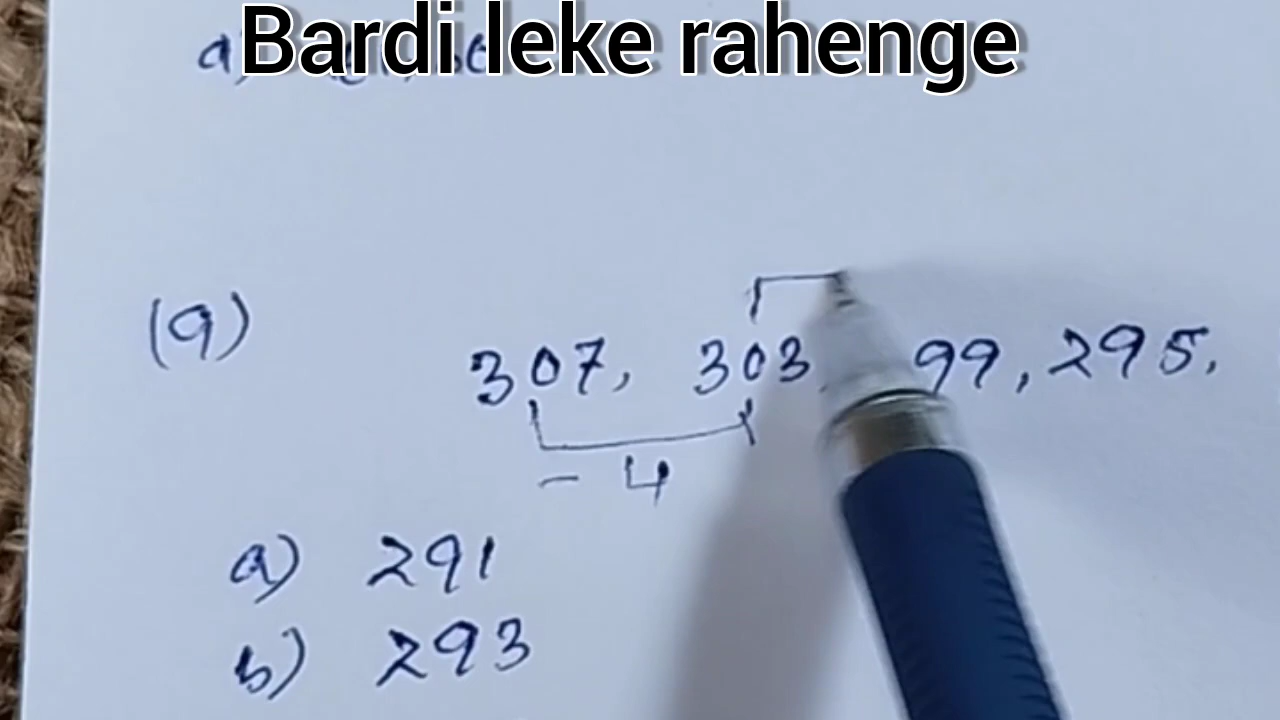 Bardi leke rahenge
a)
(9) 307, 303, 99, 295,
- 4
a) 291
b) 293